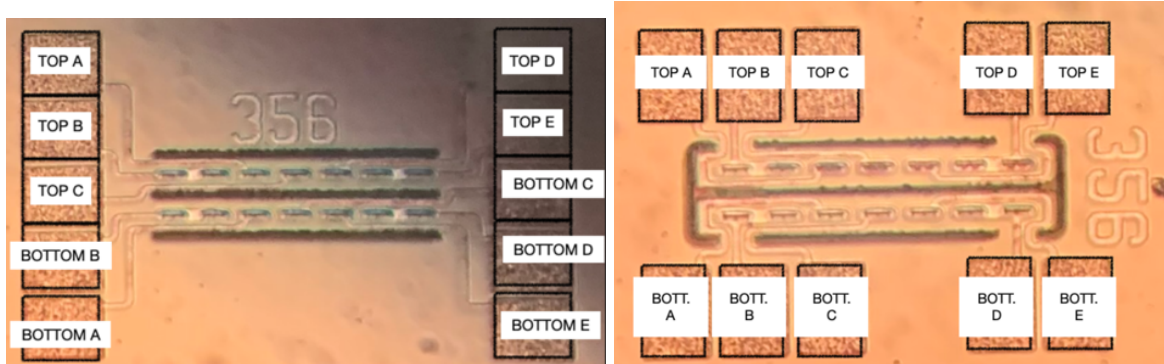 TOP A
TOP B
TOP C
BOTTOM B
BOTTOM A
356
TOP D
TOP E
BOTTOM C
BOTTOM D
BOTTOM E
TOP A
TOP B
TOP C
TOP D
TOP E
356
BOTT.
A
BOTT.
B
BOTT.
C
BOTT.
D
BOTT.
E